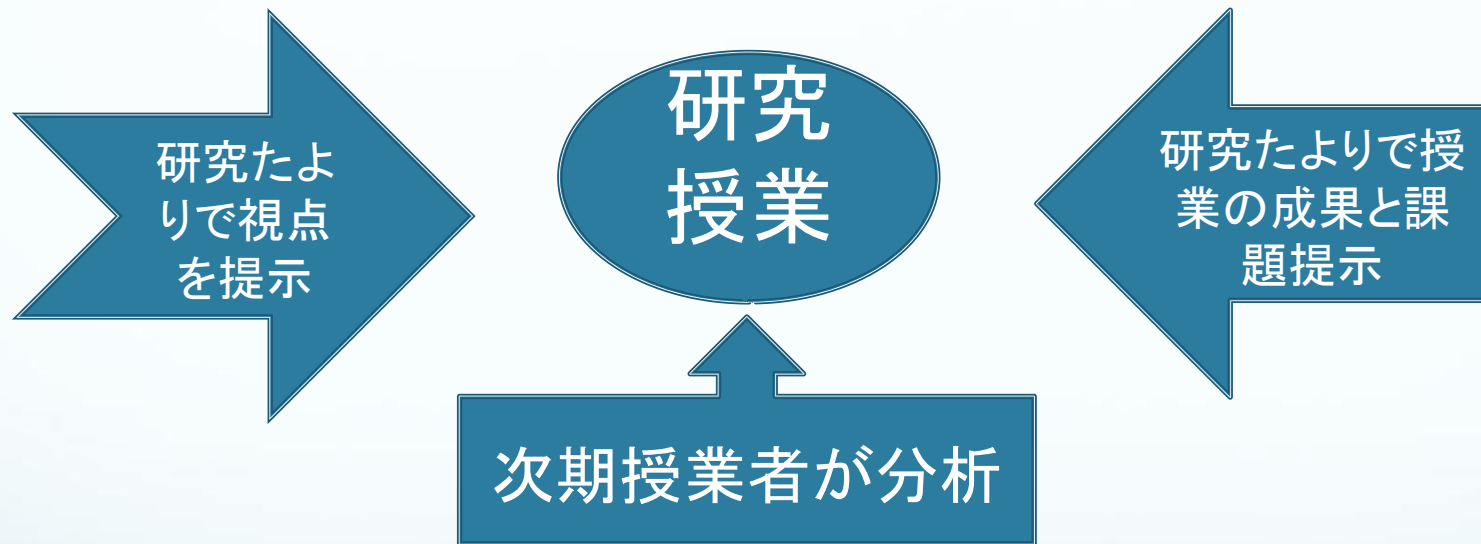 研究
授業
研究たよ
りで視点
を提示
研究たよりで授
業の成果と課
題提示
次期授業者が分析